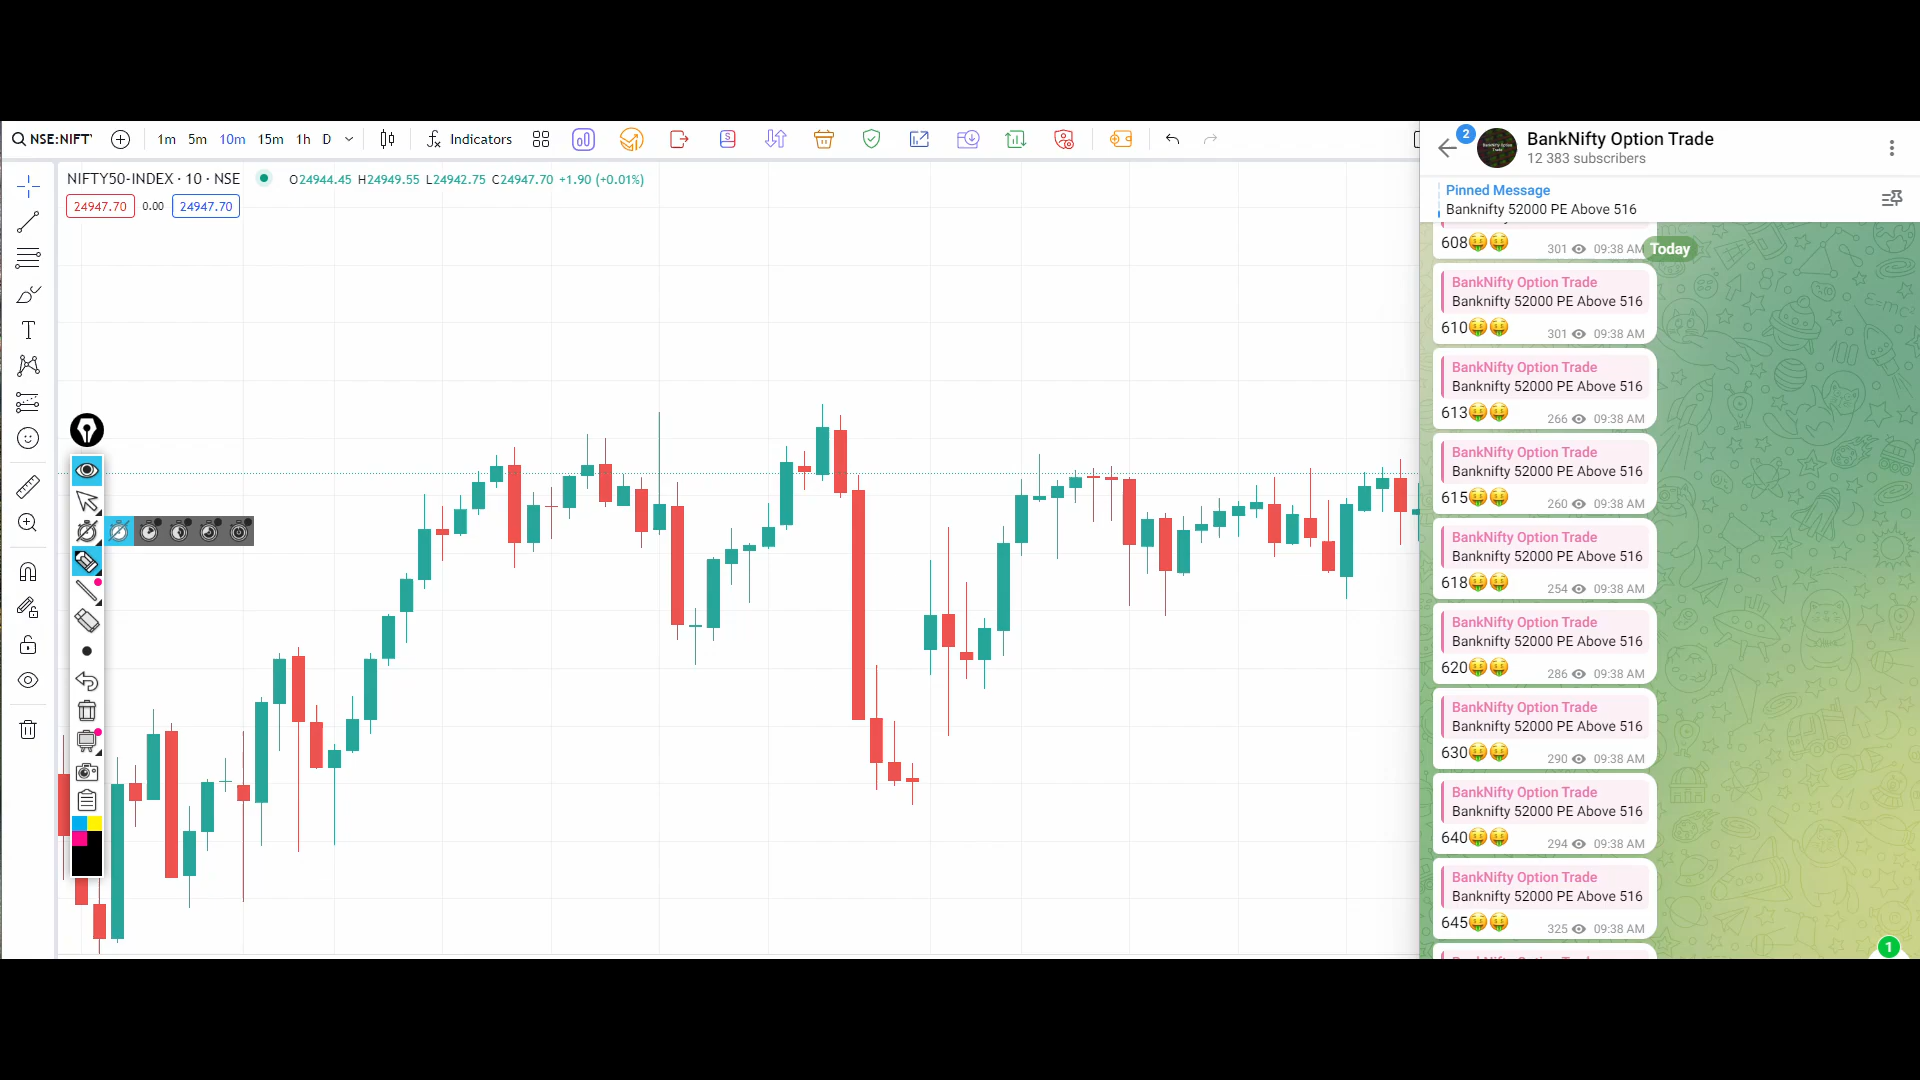 NSE:NIFTY
1m 5m 10m 15m 1h D
Indicators
NIFTY50-INDEX · 10 · NSE
O24944.45 H24949.55 L24942.75 C24947.70 +1.90 (+0.01%)
24947.70 0.00 24947.70
2
BankNifty Option Trade
12 383 subscribers
Pinned Message
Banknifty 52000 PE Above 516
608🤑🤑 301 09:38 AM
Today
BankNifty Option Trade
Banknifty 52000 PE Above 516
610🤑🤑 301 09:38 AM
BankNifty Option Trade
Banknifty 52000 PE Above 516
613🤑🤑 266 09:38 AM
BankNifty Option Trade
Banknifty 52000 PE Above 516
615🤑🤑 260 09:38 AM
BankNifty Option Trade
Banknifty 52000 PE Above 516
618🤑🤑 254 09:38 AM
BankNifty Option Trade
Banknifty 52000 PE Above 516
620🤑🤑 286 09:38 AM
BankNifty Option Trade
Banknifty 52000 PE Above 516
630🤑🤑 290 09:38 AM
BankNifty Option Trade
Banknifty 52000 PE Above 516
640🤑🤑 294 09:38 AM
BankNifty Option Trade
Banknifty 52000 PE Above 516
645🤑🤑 325 09:38 AM
1